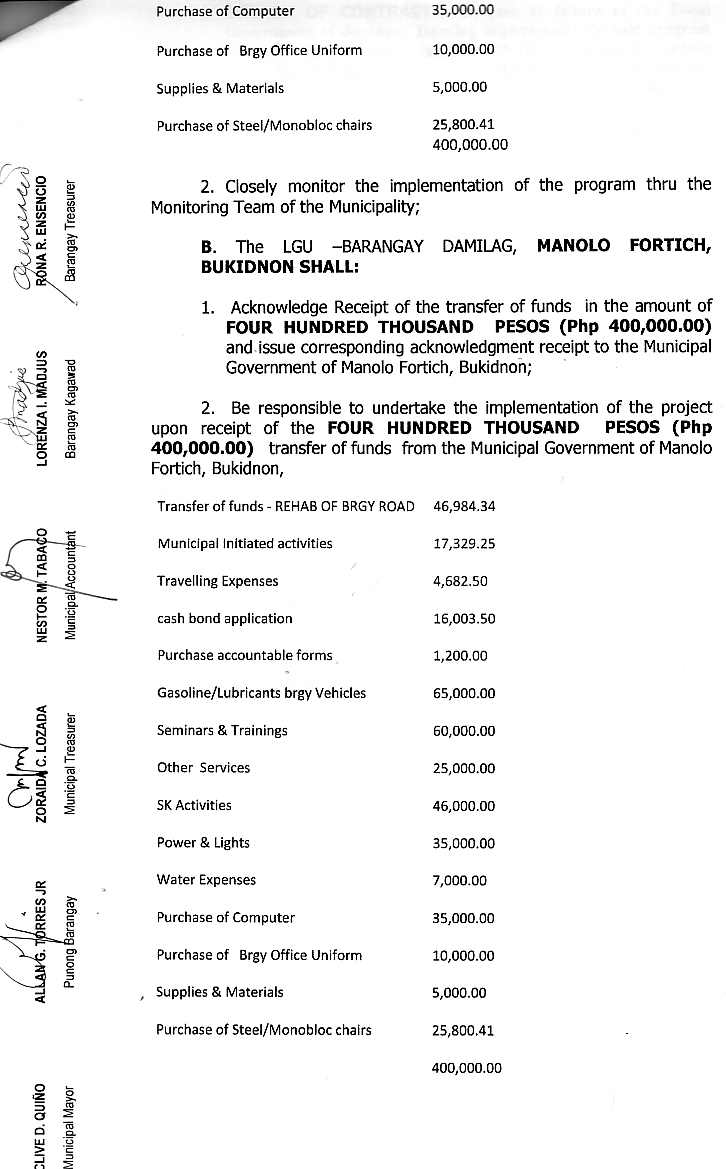 Purchase of Computer 35,000.00
Purchase of Brgy Office Uniform 10,000.00
Supplies & Materials 5,000.00
Purchase of Steel/Monobloc chairs 25,800.41
400,000.00
2. Closely monitor the implementation of the program thru the
Monitoring Team of the Municipality;
B. The LGU –BARANGAY DAMILAG, MANOLO FORTICH,
BUKIDNON SHALL:
1. Acknowledge Receipt of the transfer of funds in the amount of
FOUR HUNDRED THOUSAND PESOS (Php 400,000.00)
and issue corresponding acknowledgment receipt to the Municipal
Government of Manolo Fortich, Bukidnon;
2. Be responsible to undertake the implementation of the project
upon receipt of the FOUR HUNDRED THOUSAND PESOS (Php
400,000.00) transfer of funds from the Municipal Government of Manolo
Fortich, Bukidnon,
Transfer of funds - REHAB OF BRGY ROAD 46,984.34
Municipal Initiated activities 17,329.25
Travelling Expenses 4,682.50
cash bond application 16,003.50
Purchase accountable forms 1,200.00
Gasoline/Lubricants brgy Vehicles 65,000.00
Seminars & Trainings 60,000.00
Other Services 25,000.00
SK Activities 46,000.00
Power & Lights 35,000.00
Water Expenses 7,000.00
Purchase of Computer 35,000.00
Purchase of Brgy Office Uniform 10,000.00
Supplies & Materials 5,000.00
Purchase of Steel/Monobloc chairs 25,800.41
400,000.00
RONA R. ENSENCIO
Barangay Treasurer
LORENZA I. MADJUS
Barangay Kagawad
NESTOR M. TABACO
Municipal Accountant
ZORAIDA C. LOZADA
Municipal Treasurer
ALLAN G. TORRES JR
Punong Barangay
CLIVE D. QUIÑO
Municipal Mayor